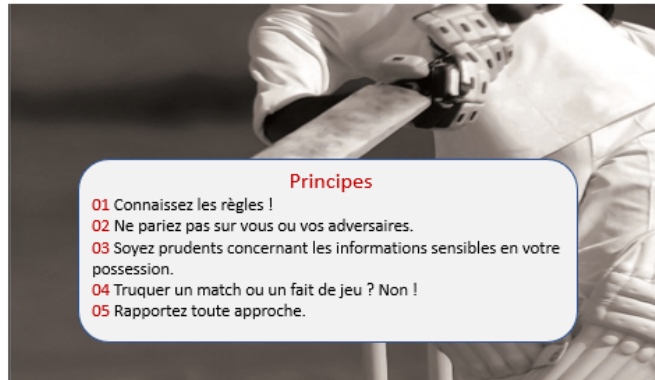 Principes
01 Connaissez les règles !
02 Ne pariez pas sur vous ou vos adversaires.
03 Soyez prudents concernant les informations sensibles en votre
possession.
04 Truquer un match ou un fait de jeu ? Non !
05 Rapportez toute approche.